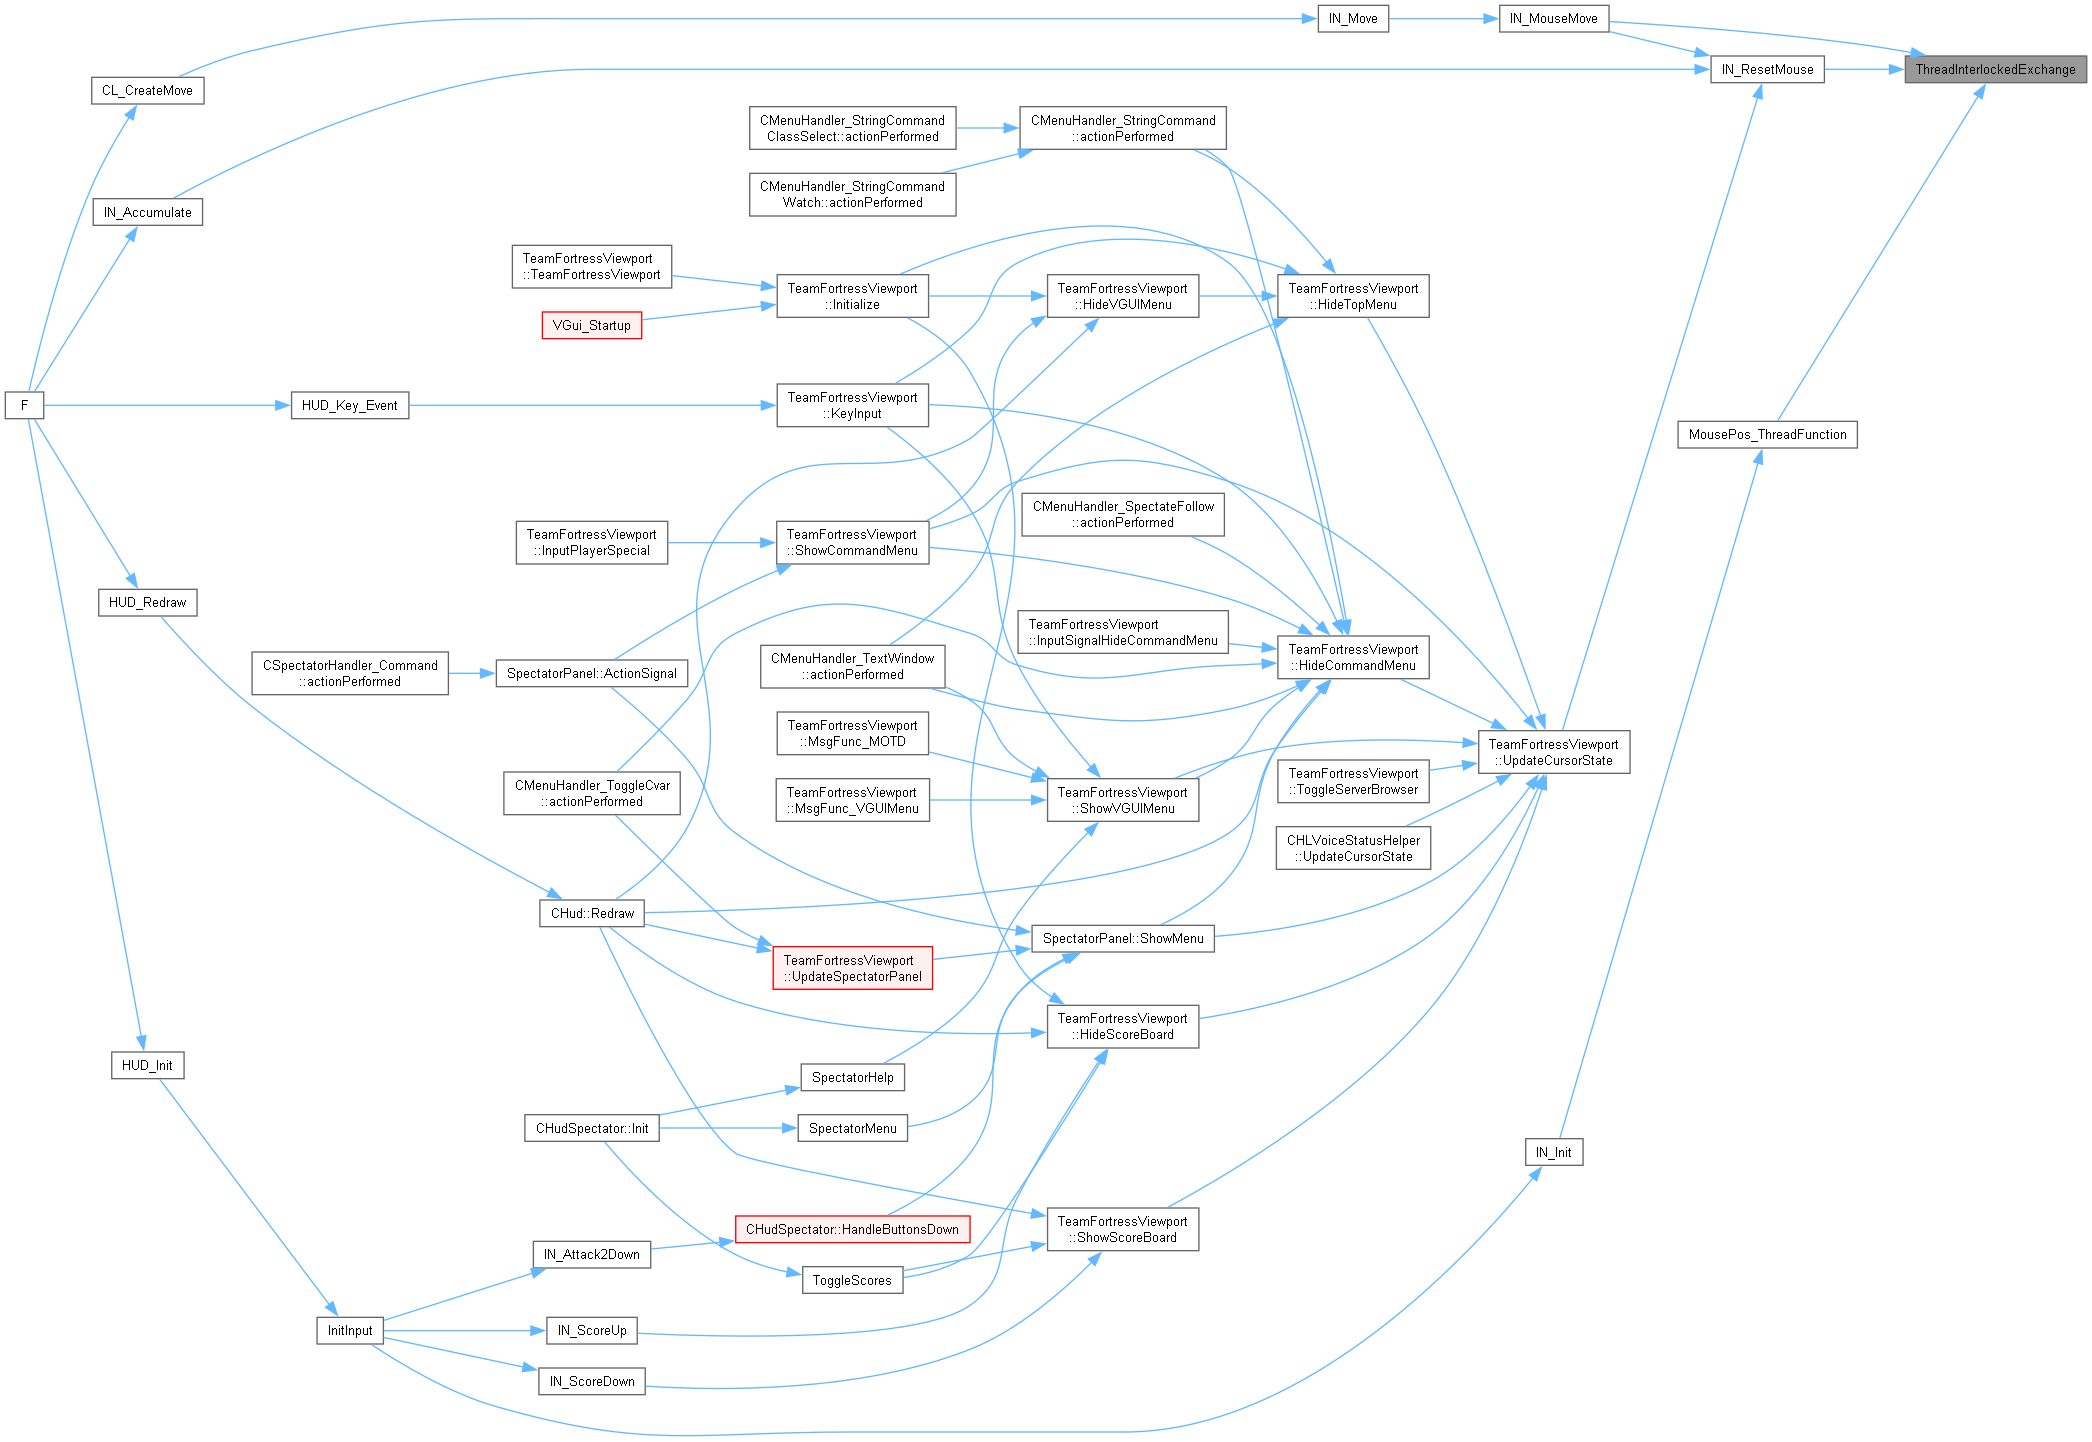 IN_Move
IN_MouseMove
ThreadInterlockedExchange
IN_ResetMouse
CL_CreateMove
CMenuHandler_StringCommand
ClassSelect::actionPerformed
CMenuHandler_StringCommand
::actionPerformed
CMenuHandler_StringCommand
Watch::actionPerformed
IN_Accumulate
TeamFortressViewport
::TeamFortressViewport
TeamFortressViewport
::Initialize
TeamFortressViewport
::HideVGUIMenu
TeamFortressViewport
::HideTopMenu
VGui_Startup
F
HUD_Key_Event
TeamFortressViewport
::KeyInput
MousePos_ThreadFunction
CMenuHandler_SpectateFollow
::actionPerformed
TeamFortressViewport
::InputPlayerSpecial
TeamFortressViewport
::ShowCommandMenu
HUD_Redraw
TeamFortressViewport
::InputSignalHideCommandMenu
CSpectatorHandler_Command
::actionPerformed
SpectatorPanel::ActionSignal
CMenuHandler_TextWindow
::actionPerformed
TeamFortressViewport
::HideCommandMenu
TeamFortressViewport
::MsgFunc_MOTD
TeamFortressViewport
::UpdateCursorState
CMenuHandler_ToggleCvar
::actionPerformed
TeamFortressViewport
::MsgFunc_VGUIMenu
TeamFortressViewport
::ShowVGUIMenu
TeamFortressViewport
::ToggleServerBrowser
CHLVoiceStatusHelper
::UpdateCursorState
CHud::Redraw
SpectatorPanel::ShowMenu
TeamFortressViewport
::UpdateSpectatorPanel
TeamFortressViewport
::HideScoreBoard
HUD_Init
SpectatorHelp
CHudSpectator::Init
SpectatorMenu
IN_Init
CHudSpectator::HandleButtonsDown
TeamFortressViewport
::ShowScoreBoard
IN_Attack2Down
ToggleScores
InitInput
IN_ScoreUp
IN_ScoreDown